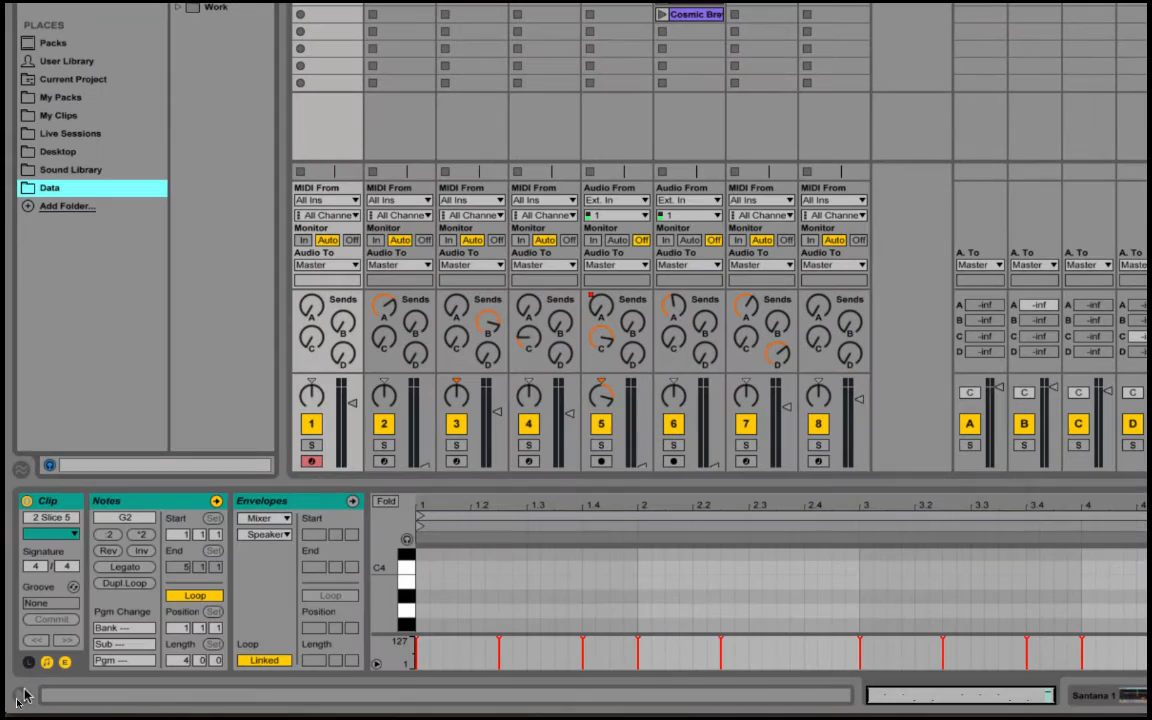 Work
PLACES
Packs
User Library
Current Project
My Packs
My Clips
Live Sessions
Desktop
Sound Library
Data
Add Folder...
Cosmic Bre
MIDI From MIDI From MIDI From MIDI From Audio From Audio From MIDI From MIDI From
All Ins All Ins All Ins All Ins Ext. In Ext. In All Ins All Ins
All Channe All Channe All Channe All Channe 1 1 All Channe All Channe
Monitor Monitor Monitor Monitor Monitor Monitor Monitor Monitor
In Auto Off In Auto Off In Auto Off In Auto Off In Auto Off In Auto Off In Auto Off In Auto Off
Audio To Audio To Audio To Audio To Audio To Audio To Audio To Audio To A. To A. To A. To A. To
Master Master Master Master Master Master Master Master Master Master Master Mast
Sends Sends Sends Sends Sends Sends Sends Sends
A A A A A A A A A -inf A -inf A -inf A
B B B B B B B B B -inf B -inf B -inf B
C C C C C C C C C -inf C -inf C -inf C
D D D D D D D D D -inf D -inf D -inf D
C C C C
1 2 3 4 5 6 7 8 A B C D
S S S S S S S S S S S S
Clip Notes Envelopes Fold 1 1.2 1.3 1.4 2 2.2 2.3 2.4 3 3.2 3.3 3.4 4
2 Slice 5 G2 Start Set Mixer Start
:2 *2 1 1 1 Speaker
Signature Rev Inv End Set End
4 / 4 Legato 5 1 1 C4
Groove Dupl.Loop Loop Loop
None Pgm Change Position Set Position
Commit Bank --- 1 1 1
<< >> Sub --- Length Set Loop Length 127
E Pgm --- 4 0 0 Linked 1
Santana 1